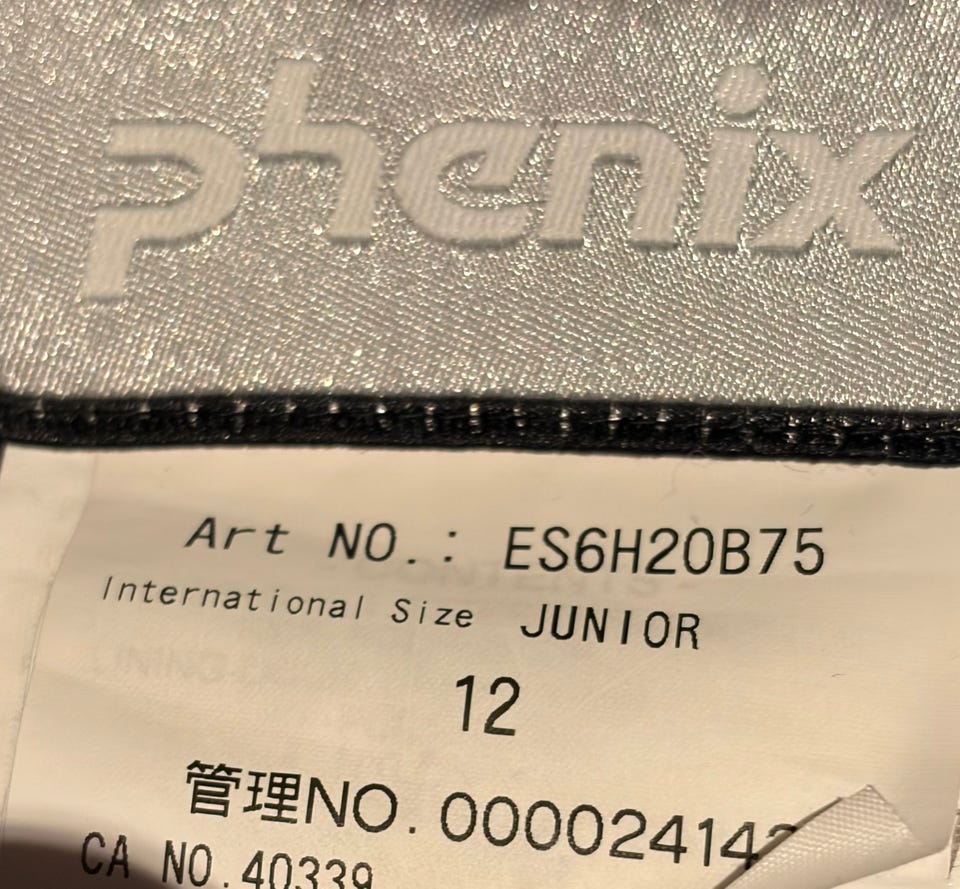 phenix
Art NO.: ES6H20B75
International Size JUNIOR
12
管理NO.00002414
CA NO.40339